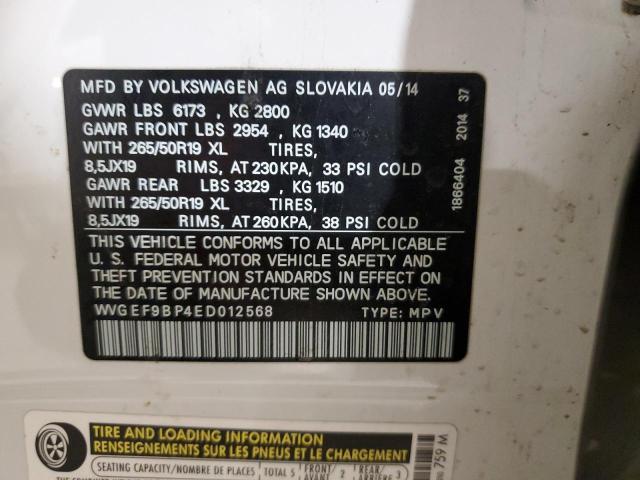 MFD BY VOLKSWAGEN AG SLOVAKIA 05/14
GVWR LBS 6173 , KG 2800
GAWR FRONT LBS 2954 , KG 1340
WITH 265/50R19 XL TIRES,
8,5JX19 RIMS, AT 230 KPA, 33 PSI COLD
GAWR REAR LBS 3329 , KG 1510
WITH 265/50R19 XL TIRES,
8,5JX19 RIMS, AT 260 KPA, 38 PSI COLD
THIS VEHICLE CONFORMS TO ALL APPLICABLE
U. S. FEDERAL MOTOR VEHICLE SAFETY AND
THEFT PREVENTION STANDARDS IN EFFECT ON
THE DATE OF MANUFACTURE SHOWN ABOVE.
WVGEF9BP4ED012568 TYPE: MPV
1866404 2014 37
TIRE AND LOADING INFORMATION
RENSEIGNEMENTS SUR LES PNEUS ET LE CHARGEMENT
SEATING CAPACITY/NOMBRE DE PLACES TOTAL 5 FRONT/ 2 REAR/ 3
759 M